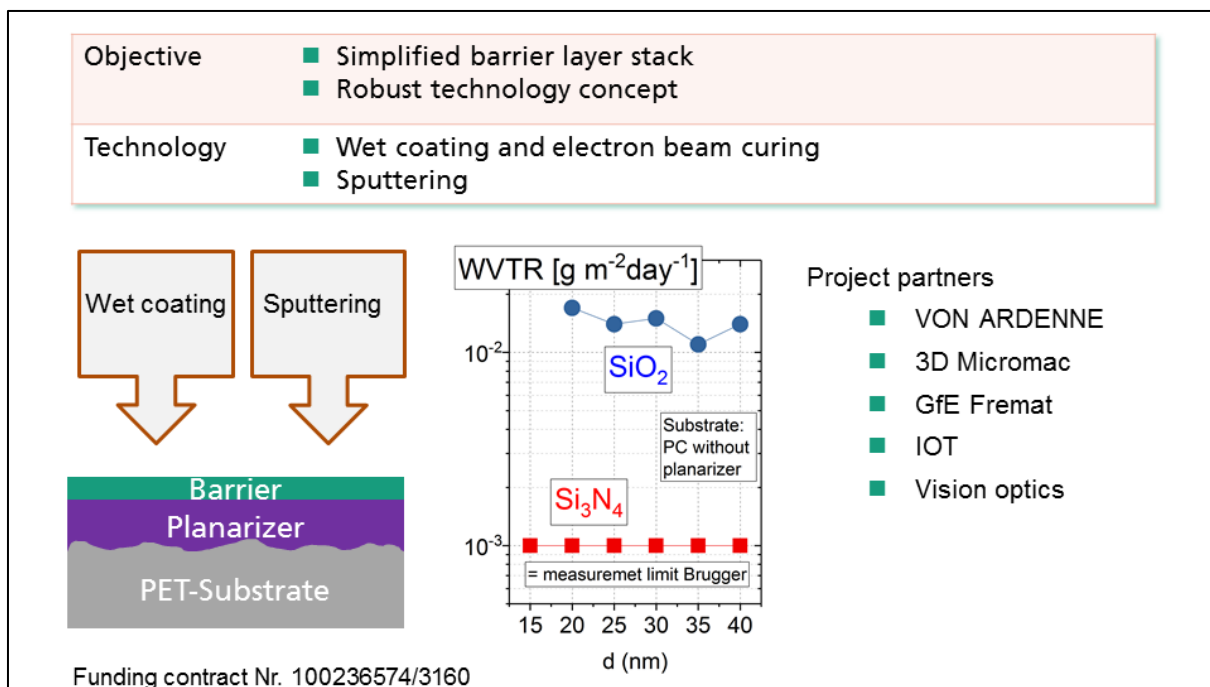 Objective
■ Simplified barrier layer stack
■ Robust technology concept
Technology
■ Wet coating and electron beam curing
■ Sputtering
Wet coating
Sputtering
Barrier
Planarizer
PET-Substrate
WVTR [g m⁻²day⁻¹]
10⁻²
10⁻³
SiO₂
Substrate:
PC without
planarizer
Si₃N₄
= measuremet limit Brugger
15 20 25 30 35 40
d (nm)
Project partners
■ VON ARDENNE
■ 3D Micromac
■ GfE Fremat
■ IOT
■ Vision optics
Funding contract Nr. 100236574/3160